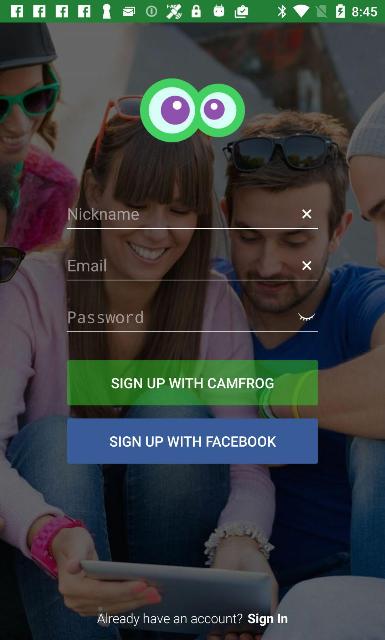 8:45
Nickname
Email
Password
SIGN UP WITH CAMFROG
SIGN UP WITH FACEBOOK
Already have an account? Sign In